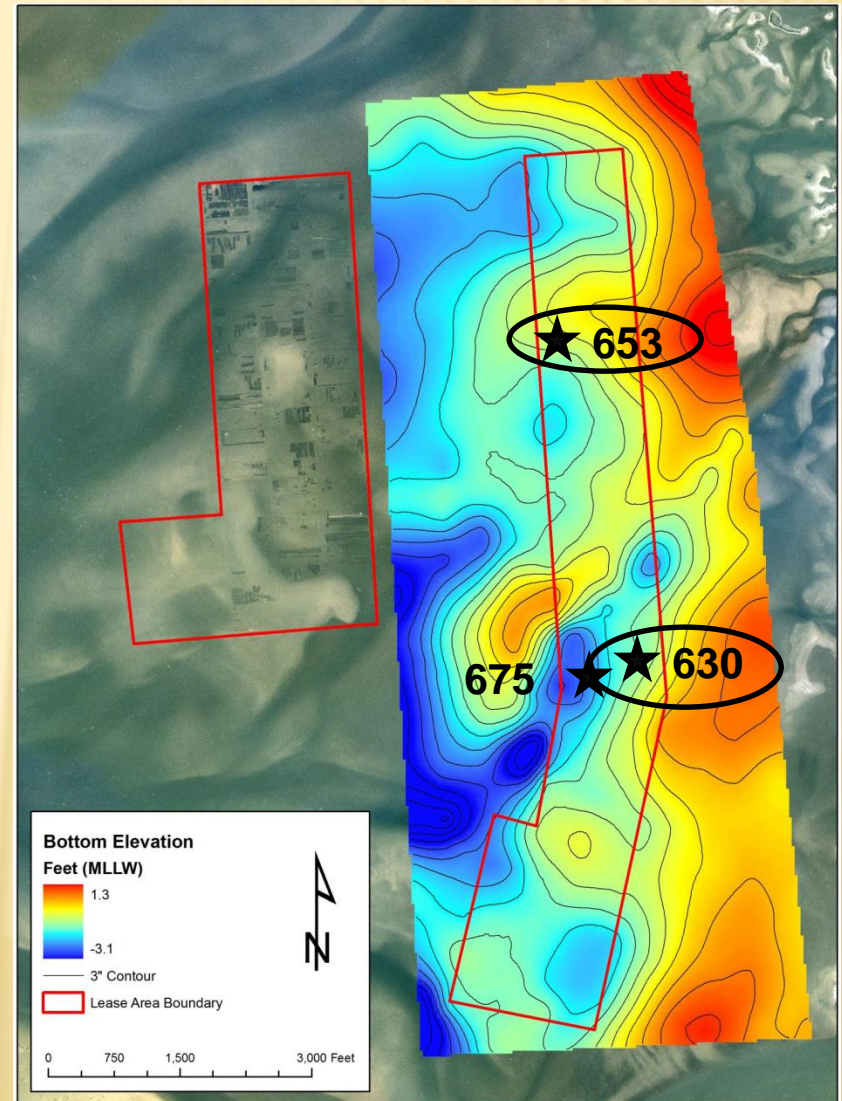 653
675
630
Bottom Elevation
Feet (MLLW)
1.3
-3.1
3" Contour
Lease Area Boundary
N
0 750 1,500 3,000 Feet